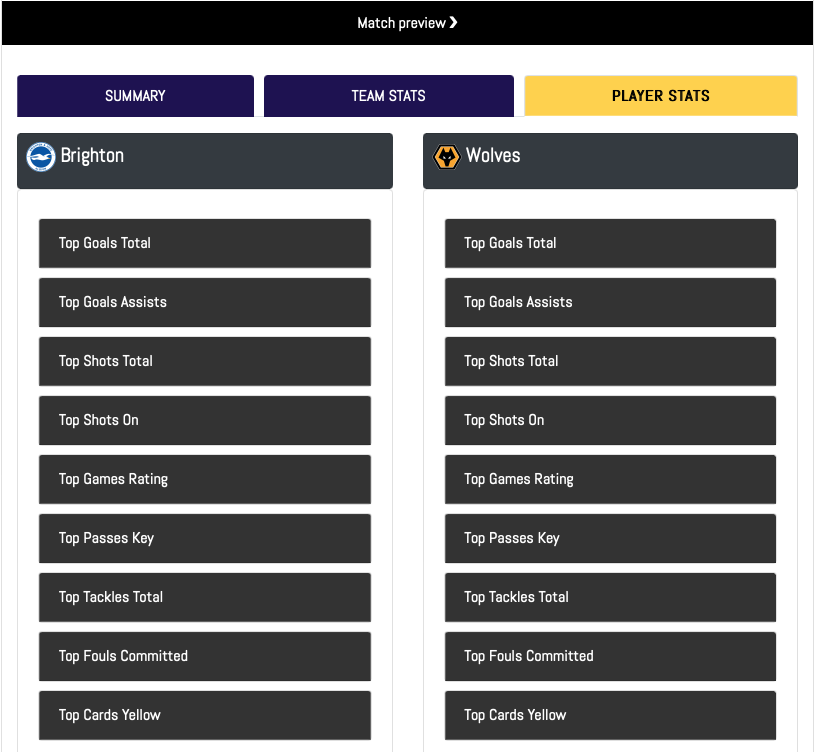 Match preview ❯
SUMMARY
TEAM STATS
PLAYER STATS
Brighton
Top Goals Total
Top Goals Assists
Top Shots Total
Top Shots On
Top Games Rating
Top Passes Key
Top Tackles Total
Top Fouls Committed
Top Cards Yellow
Wolves
Top Goals Total
Top Goals Assists
Top Shots Total
Top Shots On
Top Games Rating
Top Passes Key
Top Tackles Total
Top Fouls Committed
Top Cards Yellow